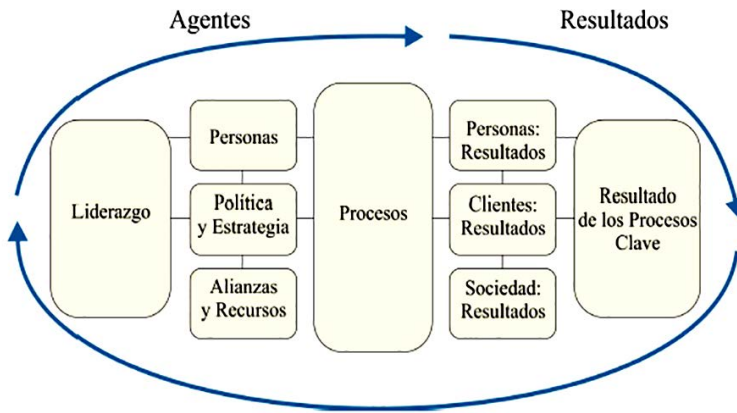 Agentes
Resultados
Liderazgo
Personas
Política
y Estrategia
Alianzas
y Recursos
Procesos
Personas:
Resultados
Clientes:
Resultados
Sociedad:
Resultados
Resultado
de los Procesos
Clave